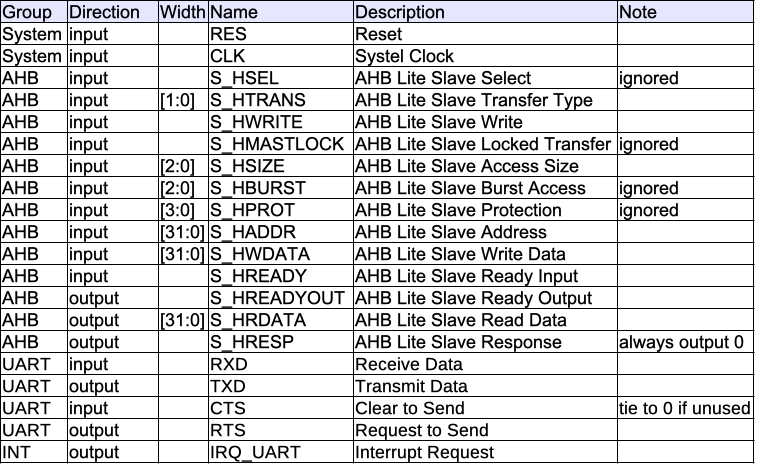 Group Direction Width Name Description Note
System input RES Reset
System input CLK Systel Clock
AHB input S_HSEL AHB Lite Slave Select ignored
AHB input [1:0] S_HTRANS AHB Lite Slave Transfer Type
AHB input S_HWRITE AHB Lite Slave Write
AHB input S_HMASTLOCK AHB Lite Slave Locked Transfer ignored
AHB input [2:0] S_HSIZE AHB Lite Slave Access Size
AHB input [2:0] S_HBURST AHB Lite Slave Burst Access ignored
AHB input [3:0] S_HPROT AHB Lite Slave Protection ignored
AHB input [31:0] S_HADDR AHB Lite Slave Address
AHB input [31:0] S_HWDATA AHB Lite Slave Write Data
AHB input S_HREADY AHB Lite Slave Ready Input
AHB output S_HREADYOUT AHB Lite Slave Ready Output
AHB output [31:0] S_HRDATA AHB Lite Slave Read Data
AHB output S_HRESP AHB Lite Slave Response always output 0
UART input RXD Receive Data
UART output TXD Transmit Data
UART input CTS Clear to Send tie to 0 if unused
UART output RTS Request to Send
INT output IRQ_UART Interrupt Request